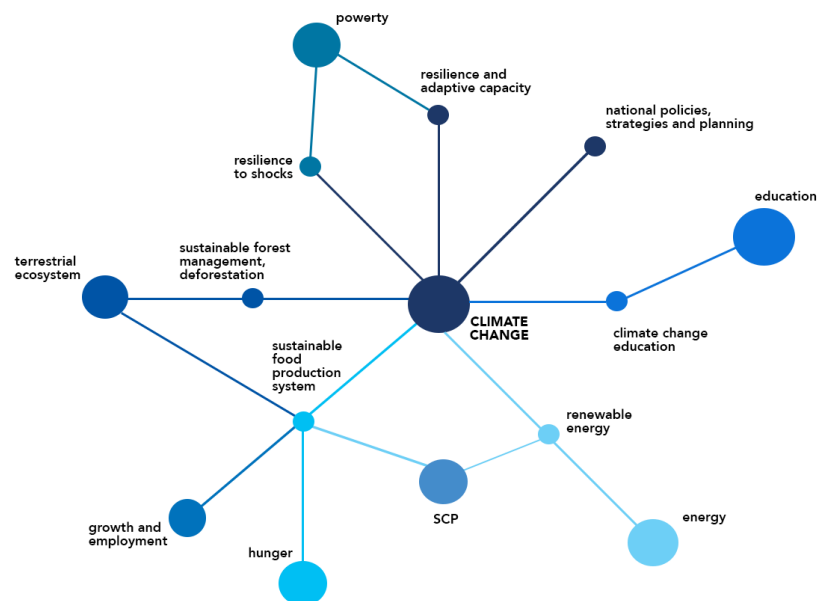 powerty
resilience and
adaptive capacity
national policies,
strategies and planning
resilience
to shocks
education
terrestrial
ecosystem
sustainable forest
management,
deforestation
CLIMATE
CHANGE
climate change
education
sustainable
food
production
system
renewable
energy
SCP
growth and
employment
energy
hunger